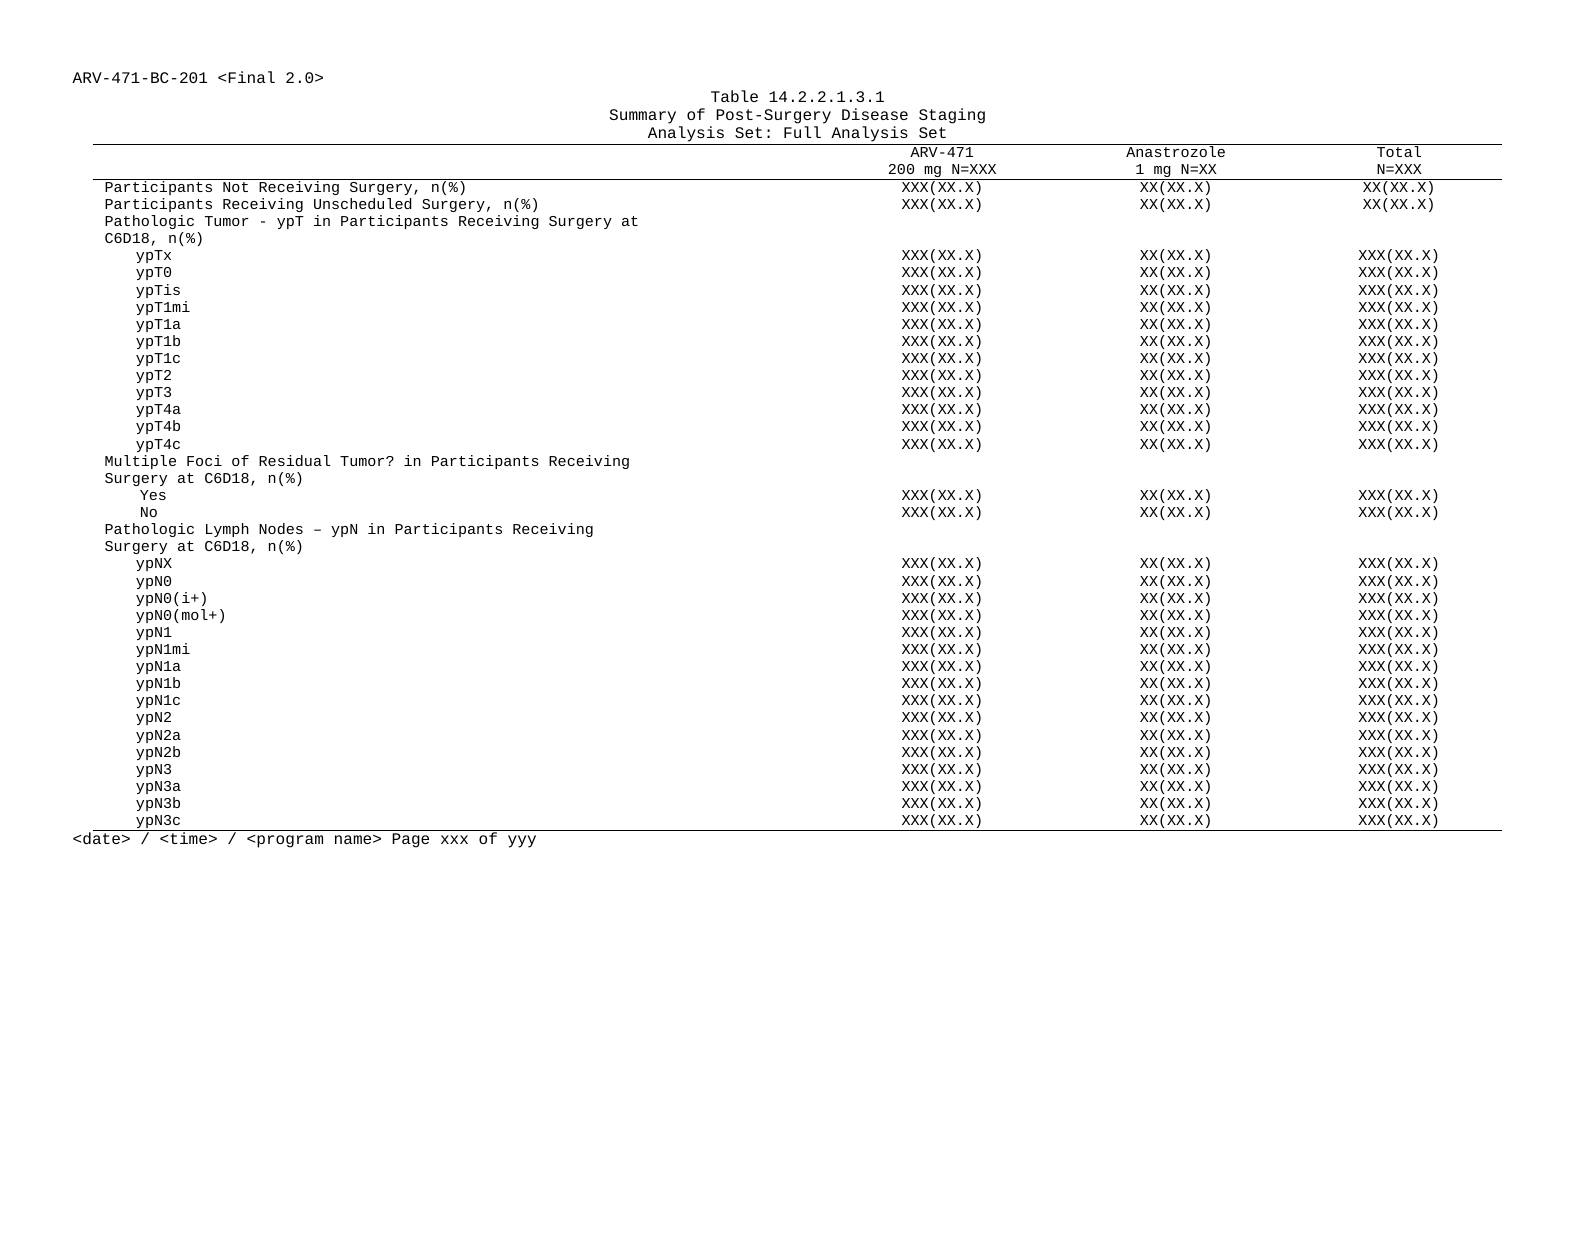 ARV-471-BC-201 <Final 2.0>
Table 14.2.2.1.3.1
Summary of Post-Surgery Disease Staging
Analysis Set: Full Analysis Set
ARV-471 Anastrozole Total
200 mg N=XXX 1 mg N=XX N=XXX
Participants Not Receiving Surgery, n(%) XXX(XX.X) XX(XX.X) XX(XX.X)
Participants Receiving Unscheduled Surgery, n(%) XXX(XX.X) XX(XX.X) XX(XX.X)
Pathologic Tumor - ypT in Participants Receiving Surgery at
C6D18, n(%)
ypTx XXX(XX.X) XX(XX.X) XXX(XX.X)
ypT0 XXX(XX.X) XX(XX.X) XXX(XX.X)
ypTis XXX(XX.X) XX(XX.X) XXX(XX.X)
ypT1mi XXX(XX.X) XX(XX.X) XXX(XX.X)
ypT1a XXX(XX.X) XX(XX.X) XXX(XX.X)
ypT1b XXX(XX.X) XX(XX.X) XXX(XX.X)
ypT1c XXX(XX.X) XX(XX.X) XXX(XX.X)
ypT2 XXX(XX.X) XX(XX.X) XXX(XX.X)
ypT3 XXX(XX.X) XX(XX.X) XXX(XX.X)
ypT4a XXX(XX.X) XX(XX.X) XXX(XX.X)
ypT4b XXX(XX.X) XX(XX.X) XXX(XX.X)
ypT4c XXX(XX.X) XX(XX.X) XXX(XX.X)
Multiple Foci of Residual Tumor? in Participants Receiving
Surgery at C6D18, n(%)
Yes XXX(XX.X) XX(XX.X) XXX(XX.X)
No XXX(XX.X) XX(XX.X) XXX(XX.X)
Pathologic Lymph Nodes – ypN in Participants Receiving
Surgery at C6D18, n(%)
ypNX XXX(XX.X) XX(XX.X) XXX(XX.X)
ypN0 XXX(XX.X) XX(XX.X) XXX(XX.X)
ypN0(i+) XXX(XX.X) XX(XX.X) XXX(XX.X)
ypN0(mol+) XXX(XX.X) XX(XX.X) XXX(XX.X)
ypN1 XXX(XX.X) XX(XX.X) XXX(XX.X)
ypN1mi XXX(XX.X) XX(XX.X) XXX(XX.X)
ypN1a XXX(XX.X) XX(XX.X) XXX(XX.X)
ypN1b XXX(XX.X) XX(XX.X) XXX(XX.X)
ypN1c XXX(XX.X) XX(XX.X) XXX(XX.X)
ypN2 XXX(XX.X) XX(XX.X) XXX(XX.X)
ypN2a XXX(XX.X) XX(XX.X) XXX(XX.X)
ypN2b XXX(XX.X) XX(XX.X) XXX(XX.X)
ypN3 XXX(XX.X) XX(XX.X) XXX(XX.X)
ypN3a XXX(XX.X) XX(XX.X) XXX(XX.X)
ypN3b XXX(XX.X) XX(XX.X) XXX(XX.X)
ypN3c XXX(XX.X) XX(XX.X) XXX(XX.X)
<date> / <time> / <program name> Page xxx of yyy